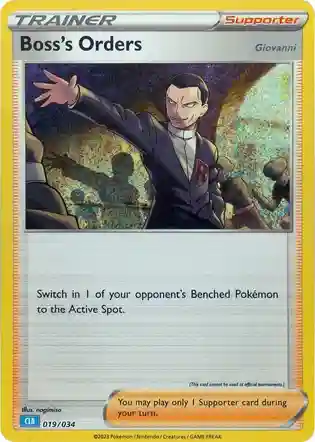 TRAINER Supporter
Boss's Orders Giovanni
Switch in 1 of your opponent's Benched Pokémon
to the Active Spot.
(This card cannot be used at official tournaments.)
Illus. nagimiso
CLB 019/034
You may play only 1 Supporter card during
your turn.
©2023 Pokémon / Nintendo / Creatures / GAME FREAK